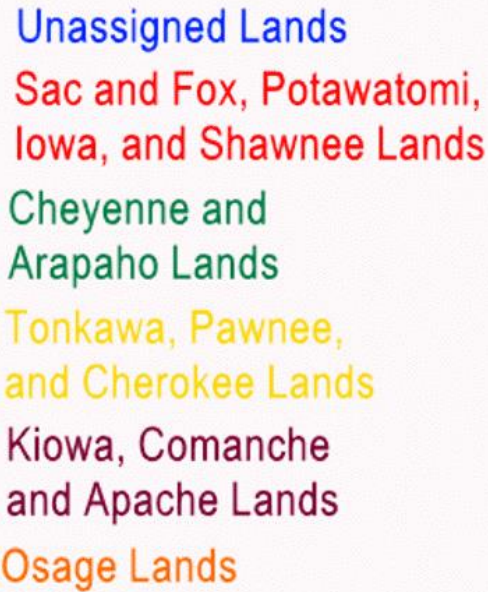 Unassigned Lands
Sac and Fox, Potawatomi,
Iowa, and Shawnee Lands
Cheyenne and
Arapaho Lands
Tonkawa, Pawnee,
and Cherokee Lands
Kiowa, Comanche
and Apache Lands
Osage Lands